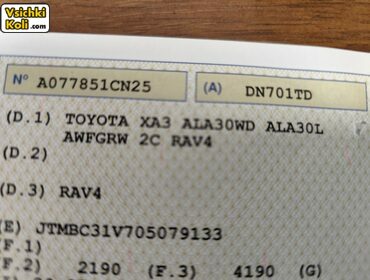 Vsichki
Koli.com
Nº A077851CN25 (A) DN701TD
(D.1) TOYOTA XA3 ALA30WD ALA30L
AWFGRW 2C RAV4
(D.2)
(D.3) RAV4
(E) JTMBC31V705079133
(F.1)
(F.2) 2190 (F.3) 4190 (G)